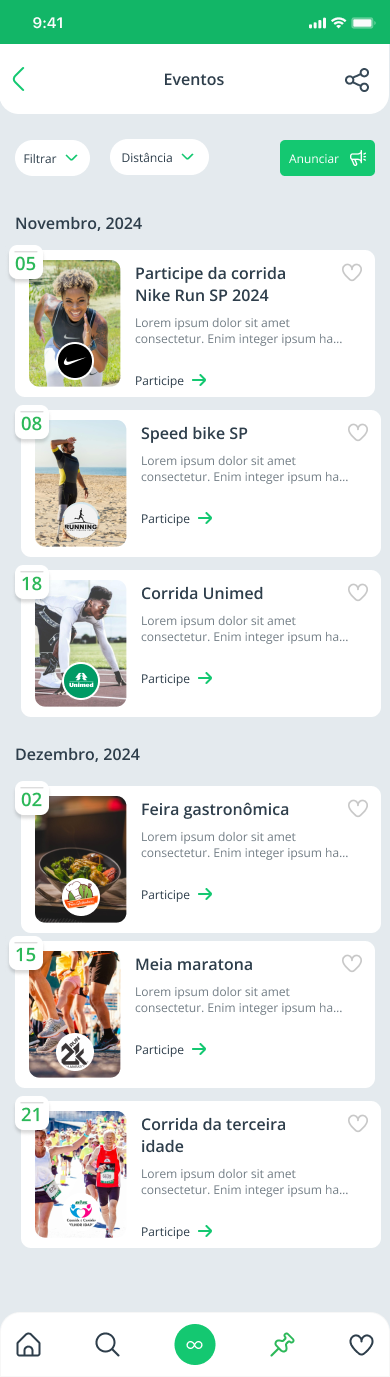 9:41
Eventos
Filtrar
Distância
Anunciar
Novembro, 2024
05
Participe da corrida
Nike Run SP 2024
Lorem ipsum dolor sit amet
consectetur. Enim integer ipsum ha...
Participe
08
Speed bike SP
Lorem ipsum dolor sit amet
consectetur. Enim integer ipsum ha...
RUNNING
Participe
18
Corrida Unimed
Lorem ipsum dolor sit amet
consectetur. Enim integer ipsum ha...
Unimed
Participe
Dezembro, 2024
02
Feira gastronômica
Lorem ipsum dolor sit amet
consectetur. Enim integer ipsum ha...
Participe
15
Meia maratona
Lorem ipsum dolor sit amet
consectetur. Enim integer ipsum ha...
RUN
2K
Participe
21
Corrida da terceira
idade
Lorem ipsum dolor sit amet
consectetur. Enim integer ipsum ha...
Participe